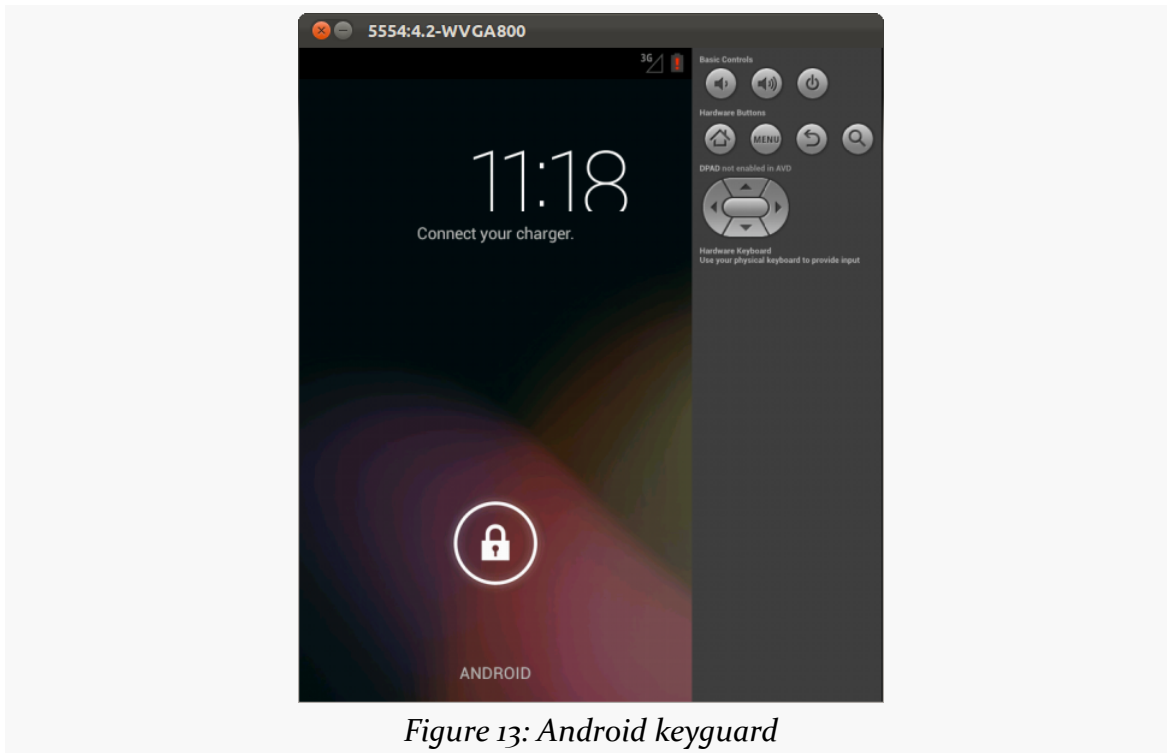 5554:4.2-WVGA800
3G
11:18
Connect your charger.
ANDROID
Basic Controls
Hardware Buttons
MENU
DPAD not enabled in AVD
Hardware Keyboard
Use your physical keyboard to provide input
Figure 13: Android keyguard